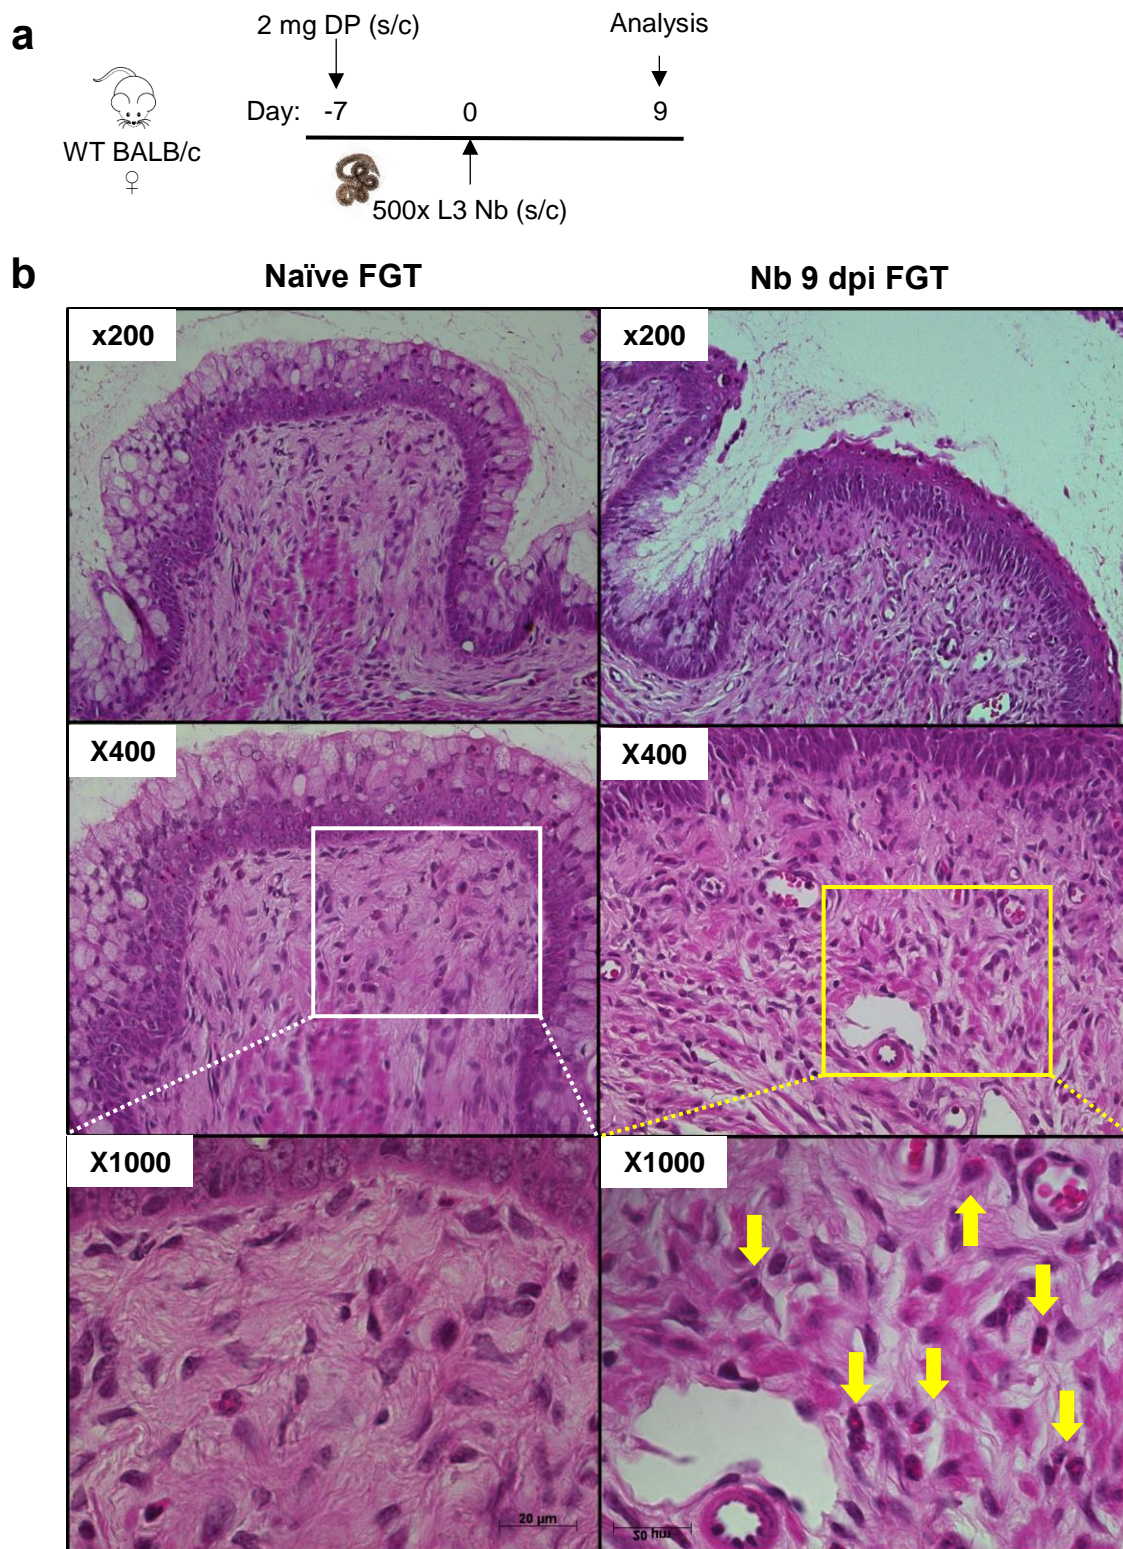 a
2 mg DP (s/c)
Analysis
Day: -7 0 9
WT BALB/c
♀
500x L3 Nb (s/c)
b
Naïve FGT
Nb 9 dpi FGT
x200
x200
X400
X400
X1000
X1000
20 µm
20 µm